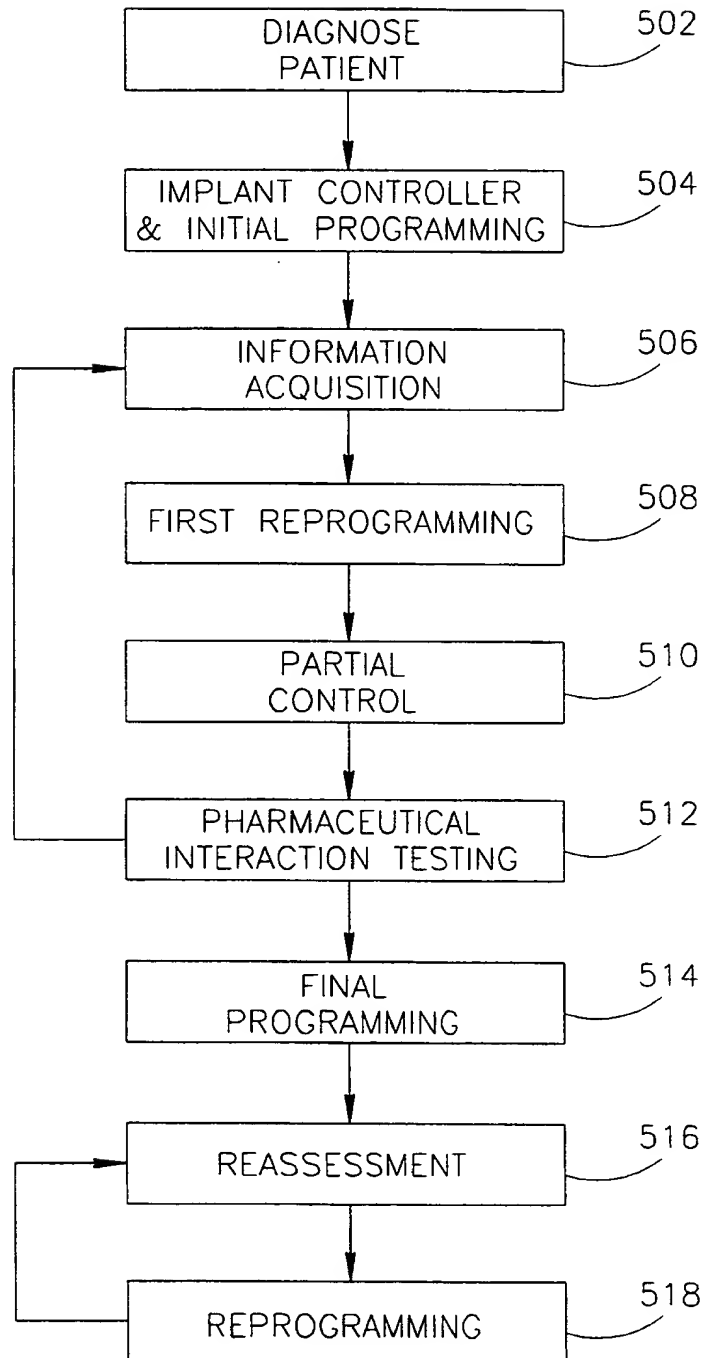 DIAGNOSE
PATIENT
502
IMPLANT CONTROLLER
& INITIAL PROGRAMMING
504
INFORMATION
ACQUISITION
506
FIRST REPROGRAMMING
508
PARTIAL
CONTROL
510
PHARMACEUTICAL
INTERACTION TESTING
512
FINAL
PROGRAMMING
514
REASSESSMENT
516
REPROGRAMMING
518